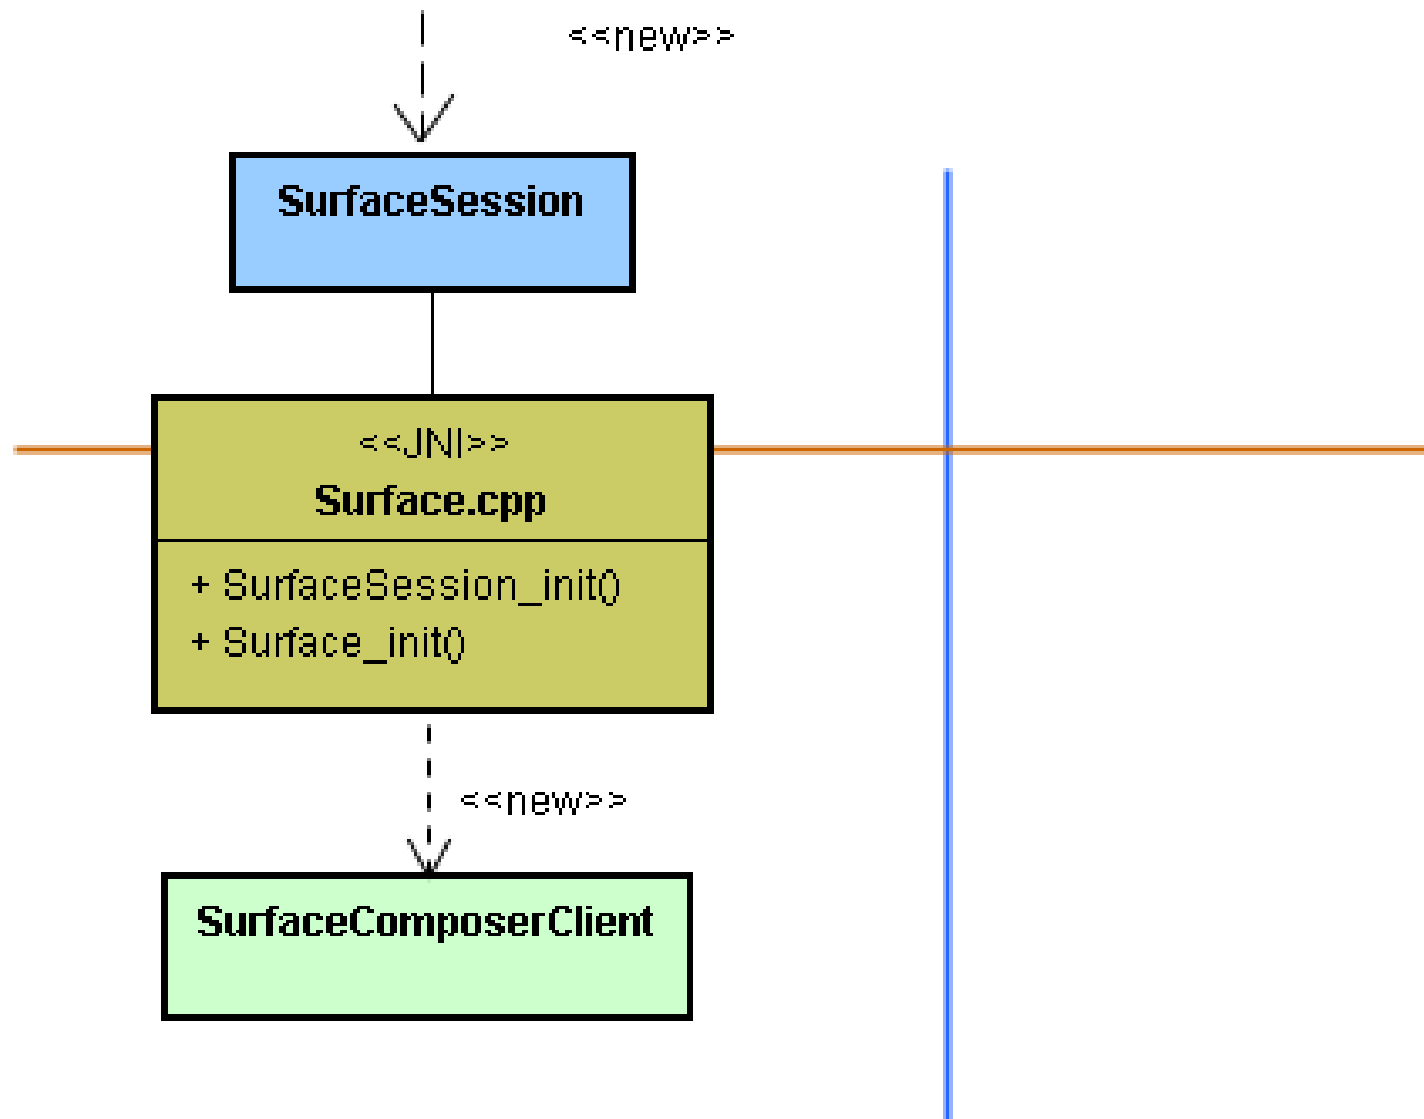 <<new>>
SurfaceSession
<<JNI>>
Surface.cpp
+ SurfaceSession_init()
+ Surface_init()
<<new>>
SurfaceComposerClient